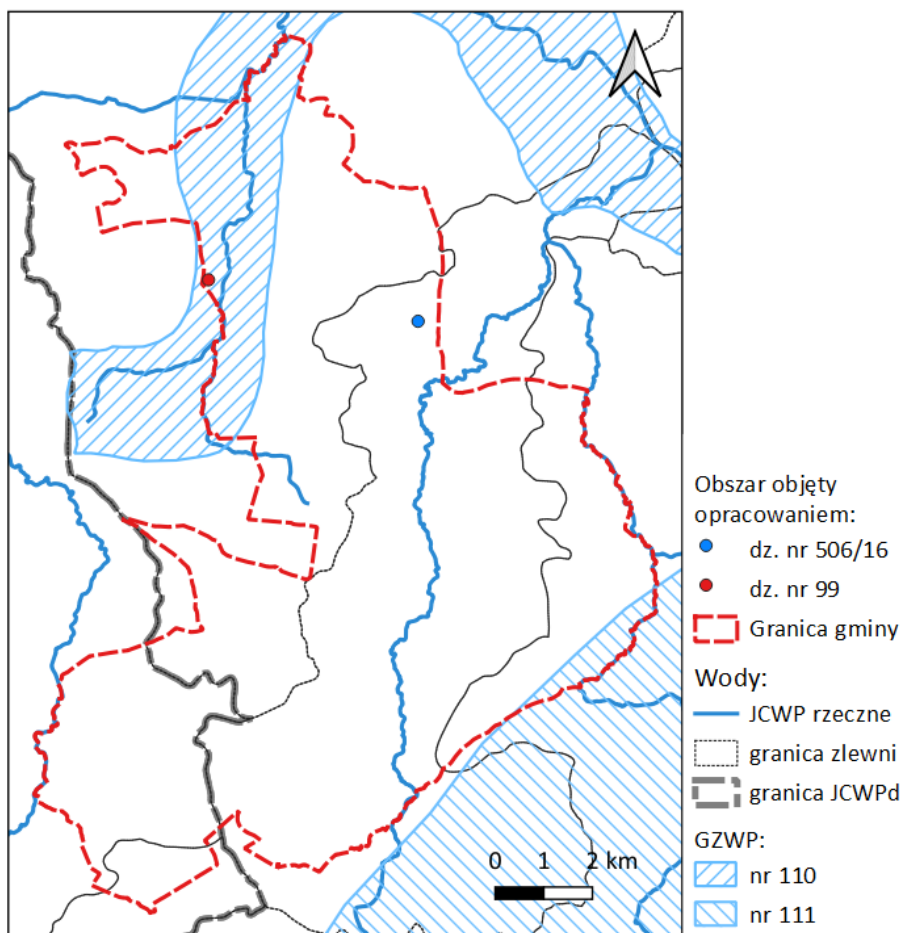 Obszar objęty
opracowaniem:
dz. nr 506/16
dz. nr 99
Granica gminy
Wody:
JCWP rzeczne
granica zlewni
granica JCWPd
GZWP:
nr 110
nr 111
0 1 2 km